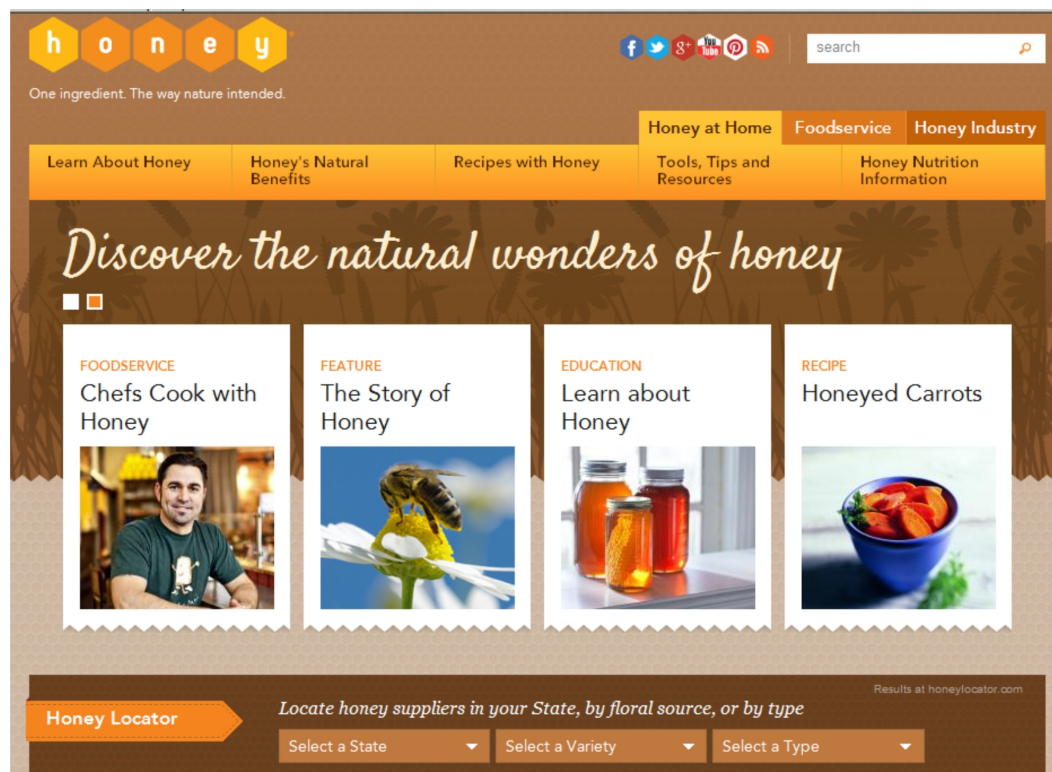 honey
One ingredient. The way nature intended.
search
Honey at Home
Foodservice
Honey Industry
Learn About Honey
Honey's Natural
Benefits
Recipes with Honey
Tools, Tips and
Resources
Honey Nutrition
Information
Discover the natural wonders of honey
FOODSERVICE
Chefs Cook with
Honey
FEATURE
The Story of
Honey
EDUCATION
Learn about
Honey
RECIPE
Honeyed Carrots
Results at honeylocator.com
Honey Locator
Locate honey suppliers in your State, by floral source, or by type
Select a State
Select a Variety
Select a Type